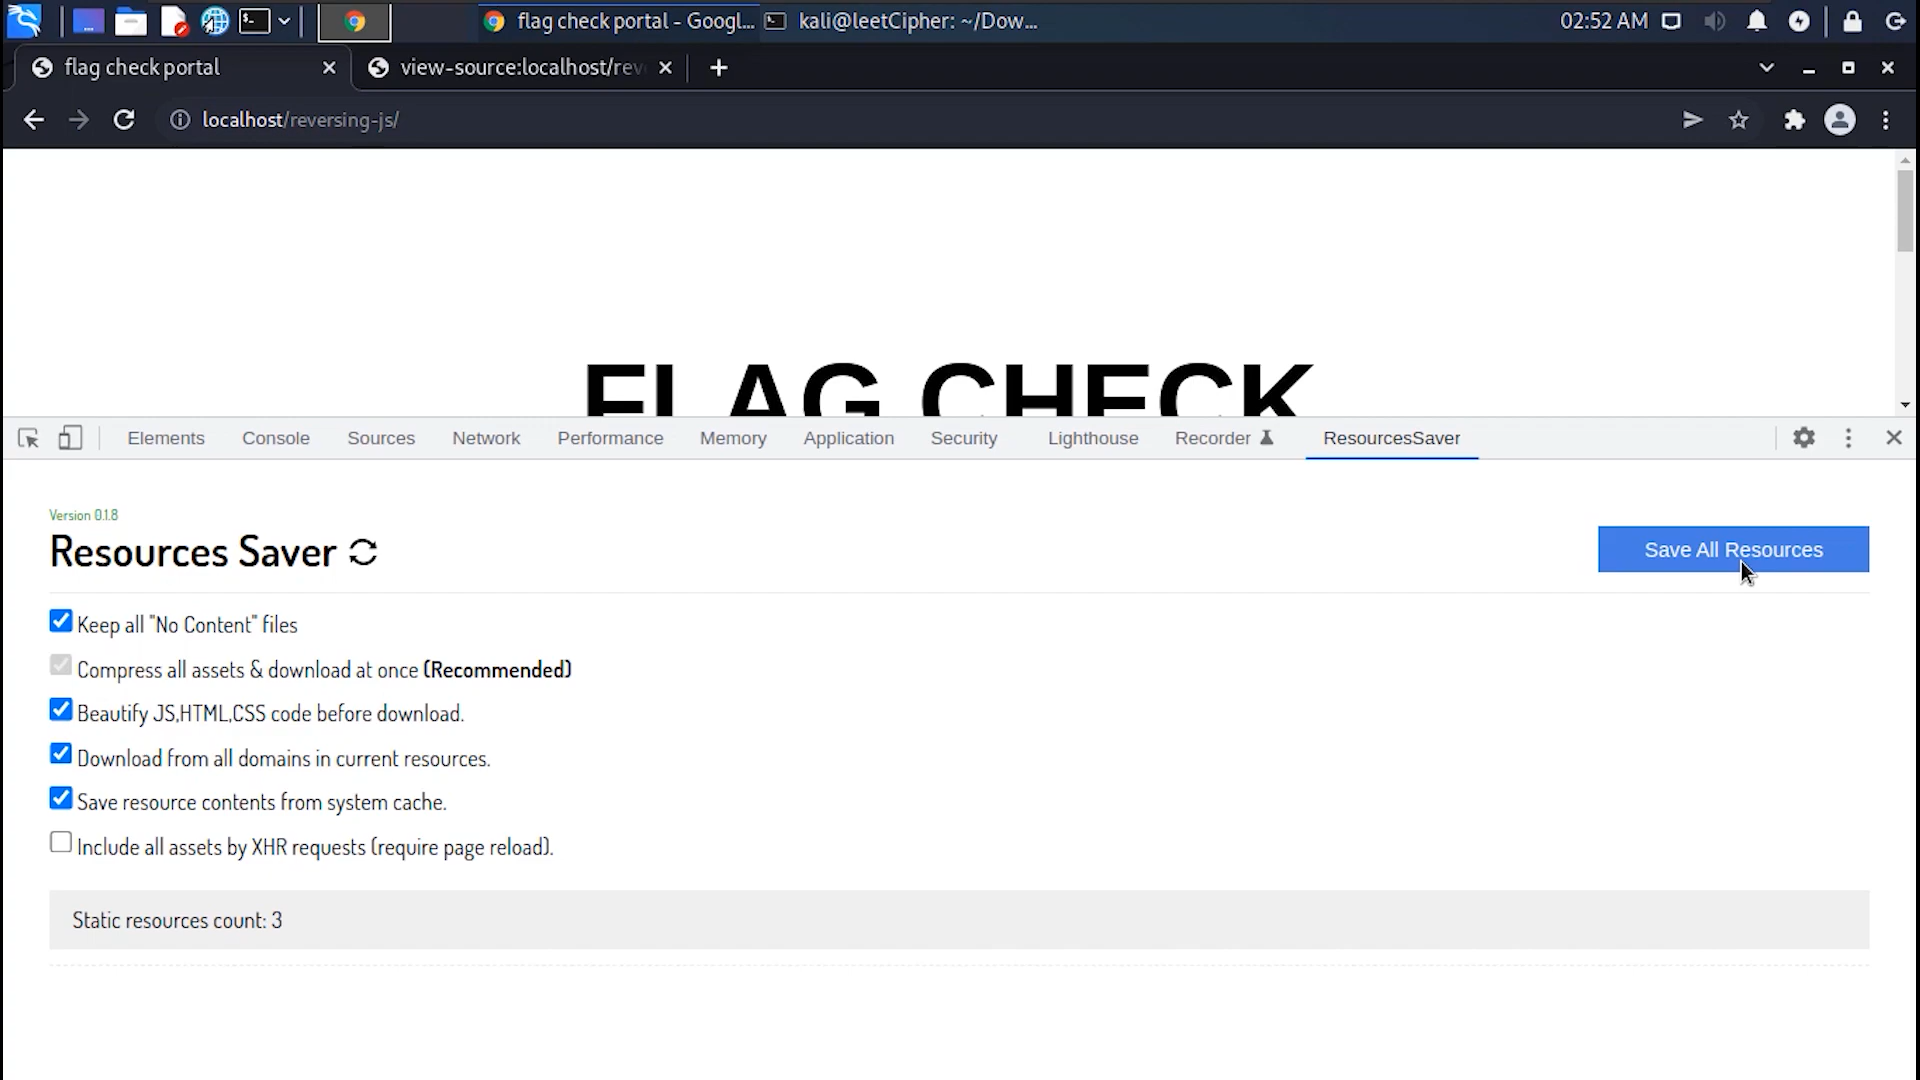 flag check portal - Googl...
kali@leetCipher: ~/Dow...
02:52 AM
flag check portal
view-source:localhost/rev
localhost/reversing-js/
FLAG CHECK
Elements Console Sources Network Performance Memory Application Security Lighthouse Recorder ResourcesSaver
Version 0.1.8
Resources Saver
Save All Resources
Keep all "No Content" files
Compress all assets & download at once (Recommended)
Beautify JS,HTML,CSS code before download.
Download from all domains in current resources.
Save resource contents from system cache.
Include all assets by XHR requests (require page reload).
Static resources count: 3